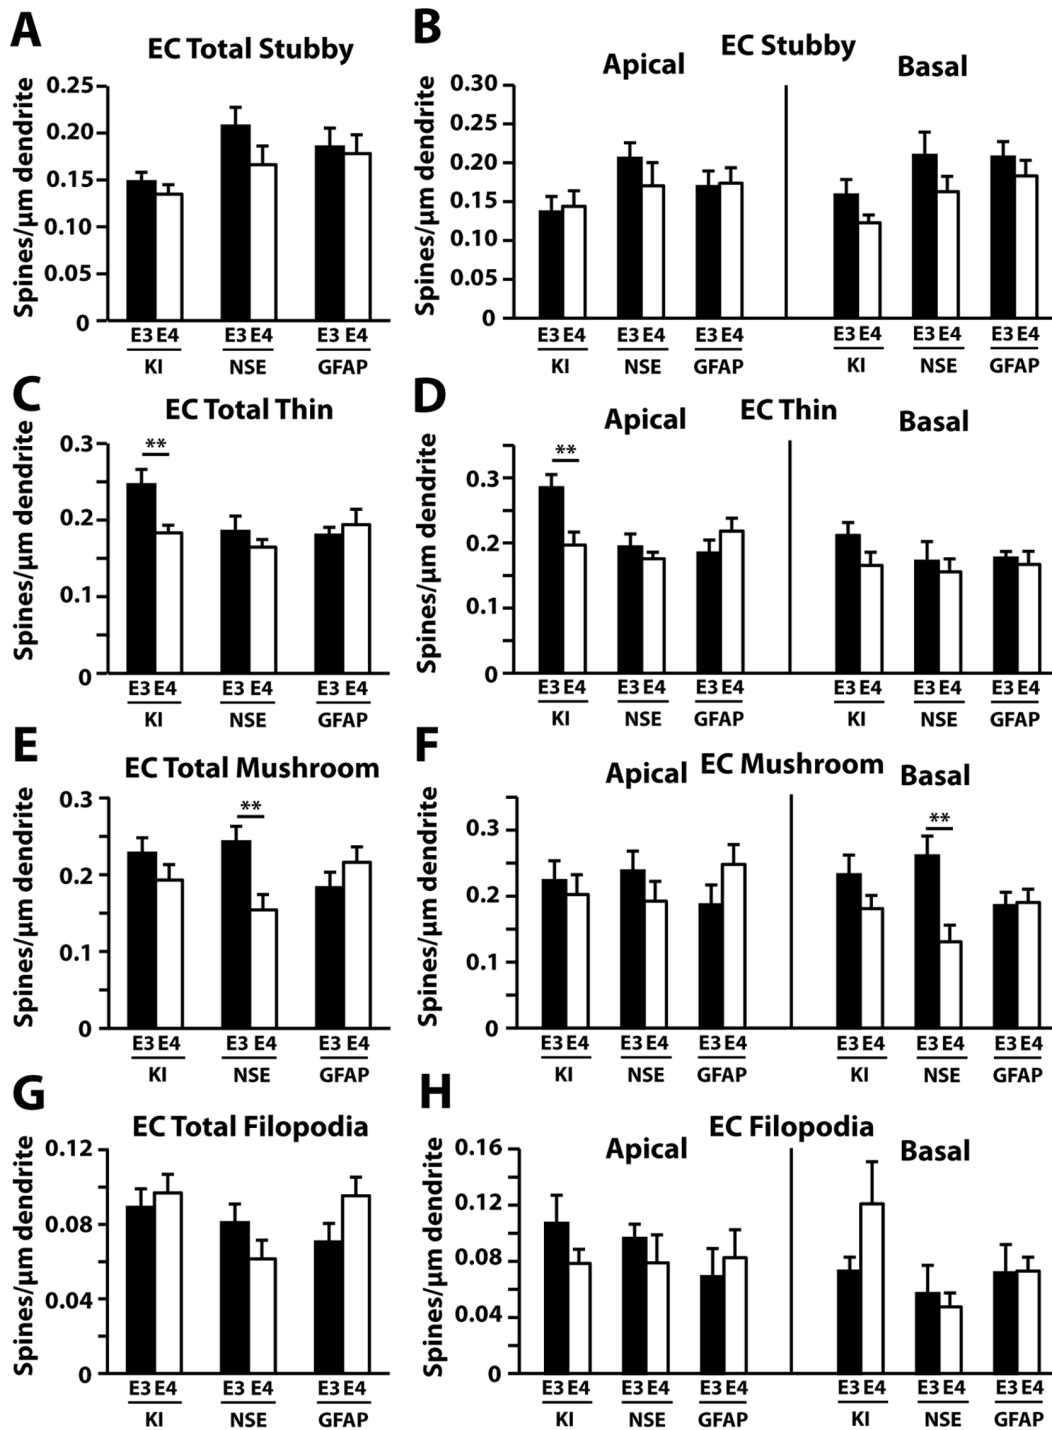 A
EC Total Stubby
Spines/µm dendrite
0.25
0.20
0.15
0.10
0.05
0
E3 E4 E3 E4 E3 E4
KI NSE GFAP
B
EC Stubby
Apical Basal
Spines/µm dendrite
0.30
0.25
0.20
0.15
0.10
0.05
0
E3 E4 E3 E4 E3 E4 E3 E4 E3 E4 E3 E4
KI NSE GFAP KI NSE GFAP
C
EC Total Thin
Spines/µm dendrite
0.3
0.2
0.1
0
**
E3 E4 E3 E4 E3 E4
KI NSE GFAP
D
EC Thin
Apical Basal
Spines/µm dendrite
0.3
0.2
0.1
0
**
E3 E4 E3 E4 E3 E4 E3 E4 E3 E4 E3 E4
KI NSE GFAP KI NSE GFAP
E
EC Total Mushroom
Spines/µm dendrite
0.3
0.2
0.1
0
**
E3 E4 E3 E4 E3 E4
KI NSE GFAP
F
EC Mushroom
Apical Basal
Spines/µm dendrite
0.3
0.2
0.1
0
**
E3 E4 E3 E4 E3 E4 E3 E4 E3 E4 E3 E4
KI NSE GFAP KI NSE GFAP
G
EC Total Filopodia
Spines/µm dendrite
0.12
0.08
0.04
0
E3 E4 E3 E4 E3 E4
KI NSE GFAP
H
EC Filopodia
Apical Basal
Spines/µm dendrite
0.16
0.12
0.08
0.04
0
E3 E4 E3 E4 E3 E4 E3 E4 E3 E4 E3 E4
KI NSE GFAP KI NSE GFAP